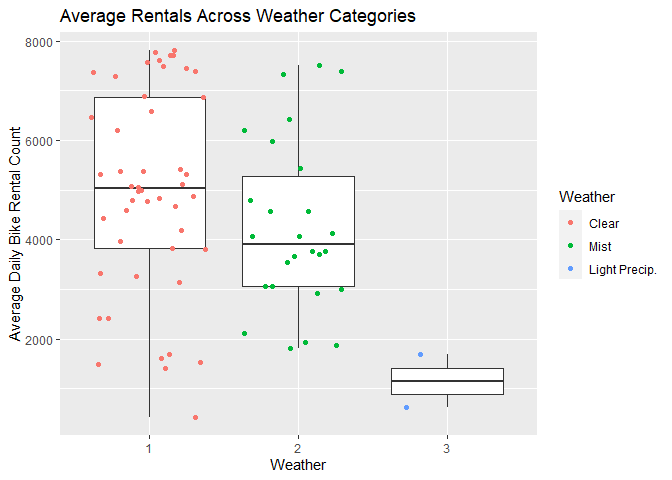 Average Rentals Across Weather Categories
8000
6000
4000
2000
Average Daily Bike Rental Count
1
2
3
Weather
Weather
Clear
Mist
Light Precip.